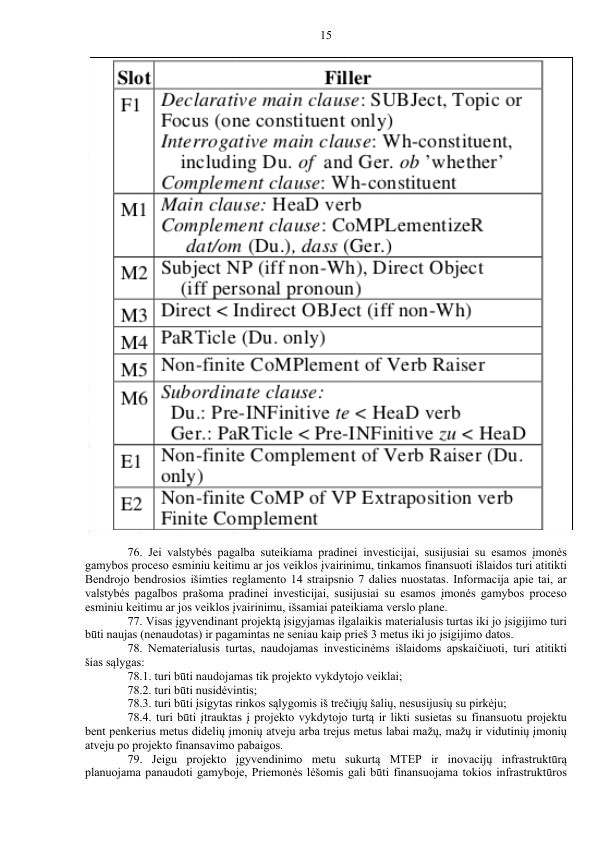 15
Slot Filler
F1 Declarative main clause: SUBJect, Topic or
Focus (one constituent only)
Interrogative main clause: Wh-constituent,
including Du. of and Ger. ob ’whether’
Complement clause: Wh-constituent
M1 Main clause: HeaD verb
Complement clause: CoMPLementizeR
dat/om (Du.), dass (Ger.)
M2 Subject NP (iff non-Wh), Direct Object
(iff personal pronoun)
M3 Direct < Indirect OBJect (iff non-Wh)
M4 PaRTicle (Du. only)
M5 Non-finite CoMPlement of Verb Raiser
M6 Subordinate clause:
Du.: Pre-INFinitive te < HeaD verb
Ger.: PaRTicle < Pre-INFinitive zu < HeaD
E1 Non-finite Complement of Verb Raiser (Du.
only)
E2 Non-finite CoMP of VP Extraposition verb
Finite Complement
76. Jei valstybės pagalba suteikiama pradinei investicijai, susijusiai su esamos įmonės
gamybos proceso esminiu keitimu ar jos veiklos įvairinimu, tinkamos finansuoti išlaidos turi atitikti
Bendrojo bendrosios išimties reglamento 14 straipsnio 7 dalies nuostatas. Informacija apie tai, ar
valstybės pagalbos prašoma pradinei investicijai, susijusiai su esamos įmonės gamybos proceso
esminiu keitimu ar jos veiklos įvairinimu, išsamiai pateikiama verslo plane.
77. Visas įgyvendinant projektą įsigyjamas ilgalaikis materialusis turtas iki jo įsigijimo turi
būti naujas (nenaudotas) ir pagamintas ne seniau kaip prieš 3 metus iki jo įsigijimo datos.
78. Nematerialusis turtas, naudojamas investicinėms išlaidoms apskaičiuoti, turi atitikti
šias sąlygas:
78.1. turi būti naudojamas tik projekto vykdytojo veiklai;
78.2. turi būti nusidėvintis;
78.3. turi būti įsigytas rinkos sąlygomis iš trečiųjų šalių, nesusijusių su pirkėju;
78.4. turi būti įtrauktas į projekto vykdytojo turtą ir likti susietas su finansuotu projektu
bent penkerius metus didelių įmonių atveju arba trejus metus labai mažų, mažų ir vidutinių įmonių
atveju po projekto finansavimo pabaigos.
79. Jeigu projekto įgyvendinimo metu sukurtą MTEP ir inovacijų infrastruktūrą
planuojama panaudoti gamyboje, Priemonės lėšomis gali būti finansuojama tokios infrastruktūros